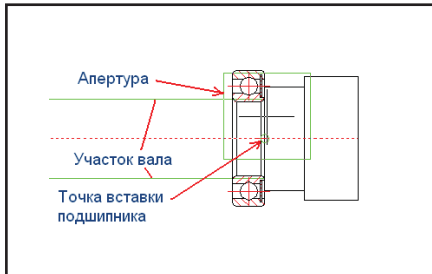 Апертура
Участок вала
Точка вставки
подшипника